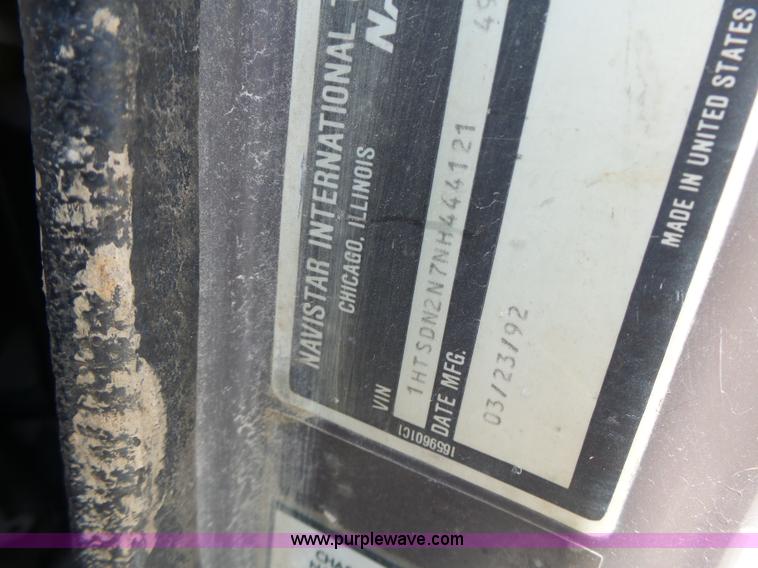 NAVISTAR INTERNATIONAL
CHICAGO, ILLINOIS
VIN
1HTSDN2N7NH444121
DATE MFG.
03/23/92
1659601C1
MADE IN UNITED STATES
www.purplewave.com